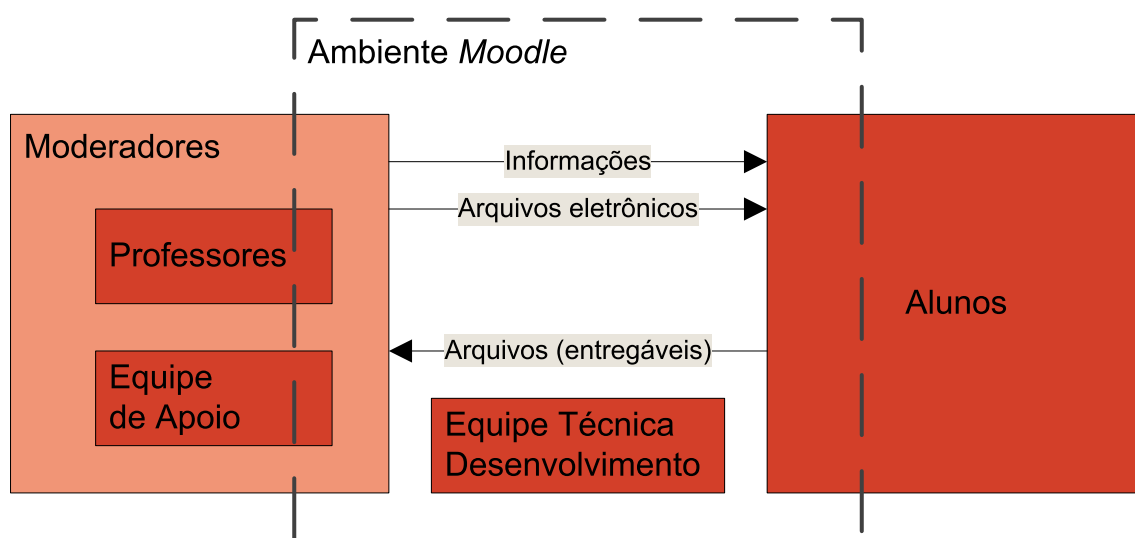 Ambiente Moodle
Moderadores
Informações
Arquivos eletrônicos
Professores
Alunos
Arquivos (entregáveis)
Equipe
de Apoio
Equipe Técnica
Desenvolvimento